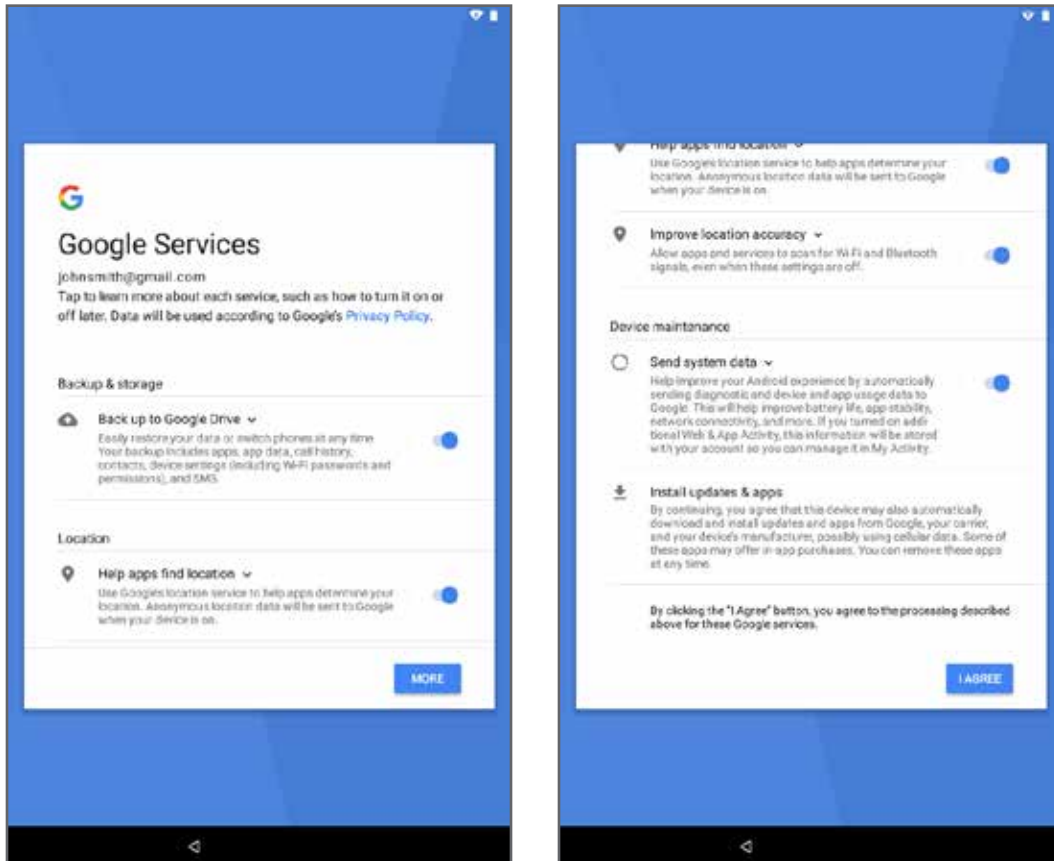 Google Services
johnsmith@gmail.com
Tap to learn more about each service, such as how to turn it on or
off later. Data will be used according to Google's Privacy Policy.
Backup & storage
Back up to Google Drive
Easily restore your data or switch phones at any time
Your backup includes apps, app data, call history,
contacts, device settings (including Wi-Fi passwords and
permissions), and SMS.
Location
Help apps find location
Use Google's location service to help apps determine your
location. Anonymous location data will be sent to Google
when your device is on.
MORE
Help apps find location
Use Google's location service to help apps determine your
location. Anonymous location data will be sent to Google
when your device is on.
Improve location accuracy
Allow apps and services to scan for Wi-Fi and Bluetooth
signals, even when these settings are off.
Device maintenance
Send system data
Help improve your Android experience by automatically
sending diagnostic and device and app usage data to
Google. This will help improve battery life, app stability,
network connectivity, and more. If you turned on addi
tional Web & App Activity, this information will be stored
with your account so you can manage it in My Activity.
Install updates & apps
By continuing, you agree that this device may also automatically
download and install updates and apps from Google, your carrier,
and your device's manufacturer, possibly using cellular data. Some of
these apps may offer in app purchases. You can remove these apps
at any time.
By clicking the "I Agree" button, you agree to the processing described
above for these Google services.
I AGREE